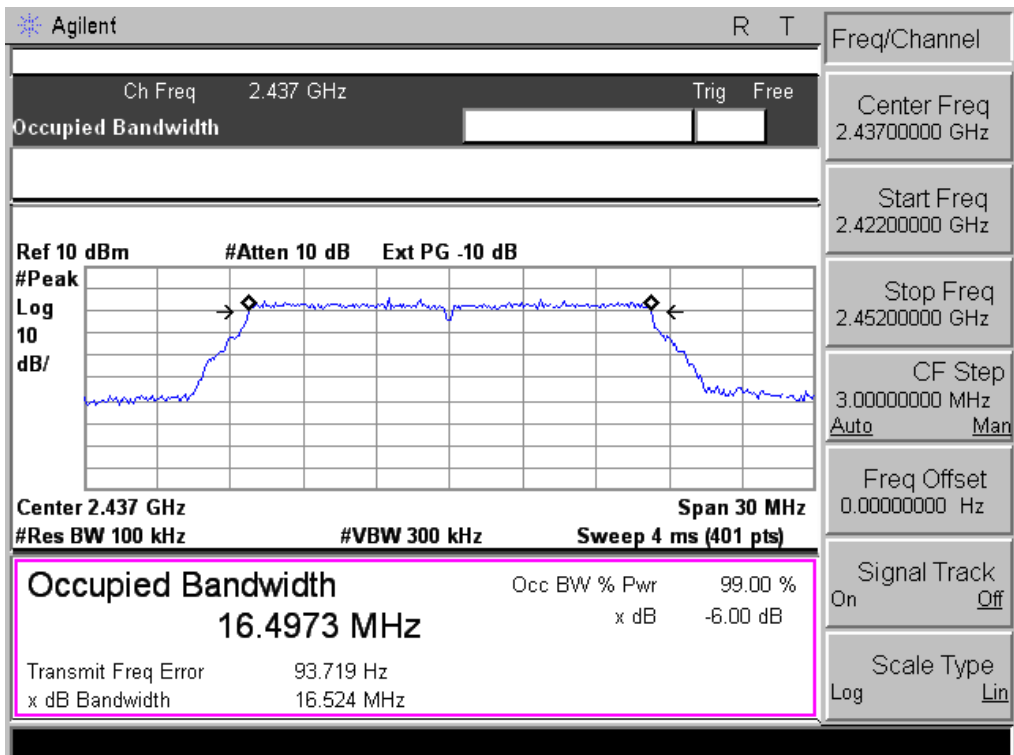 Agilent R T
Ch Freq 2.437 GHz Trig Free
Occupied Bandwidth
Ref 10 dBm #Atten 10 dB Ext PG -10 dB
#Peak
Log
10
dB/
Center 2.437 GHz Span 30 MHz
#Res BW 100 kHz #VBW 300 kHz Sweep 4 ms (401 pts)
Occupied Bandwidth Occ BW % Pwr 99.00 %
16.4973 MHz x dB -6.00 dB
Transmit Freq Error 93.719 Hz
x dB Bandwidth 16.524 MHz
Freq/Channel
Center Freq
2.43700000 GHz
Start Freq
2.42200000 GHz
Stop Freq
2.45200000 GHz
CF Step
3.00000000 MHz
Auto Man
Freq Offset
0.00000000 Hz
Signal Track
On Off
Scale Type
Log Lin